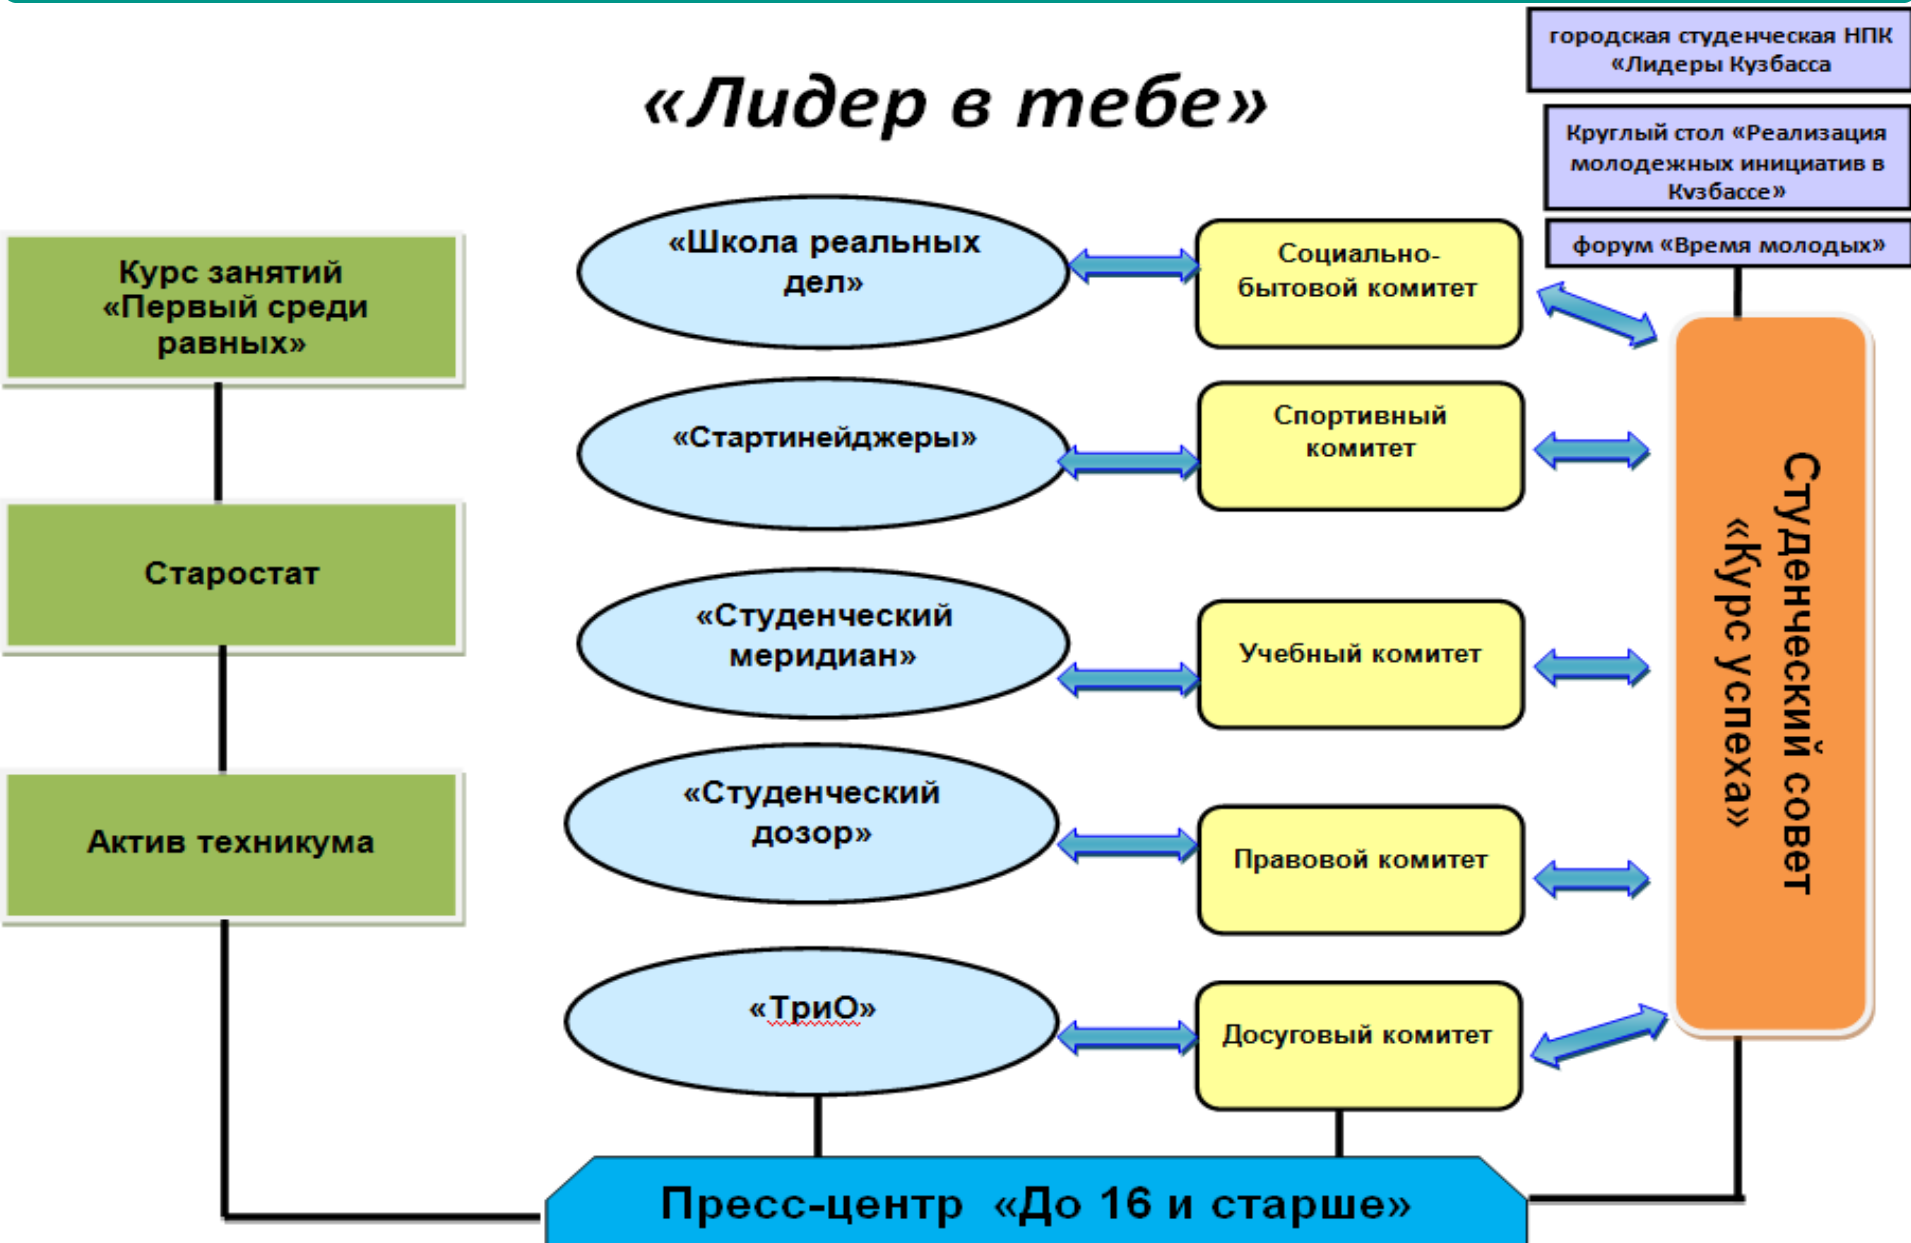 городская студенческая НПК
«Лидеры Кузбасса
«Лидер в тебе»
Круглый стол «Реализация
молодежных инициатив в
Кузбассе»
форум «Время молодых»
Курс занятий
«Первый среди
равных»
Старостат
Актив техникума
«Школа реальных
дел»
«Стартинейджеры»
«Студенческий
меридиан»
«Студенческий
дозор»
«ТриО»
Социально-
бытовой комитет
Спортивный
комитет
Учебный комитет
Правовой комитет
Досуговый комитет
Студенческий совет
«Курс успеха»
Пресс-центр «До 16 и старше»